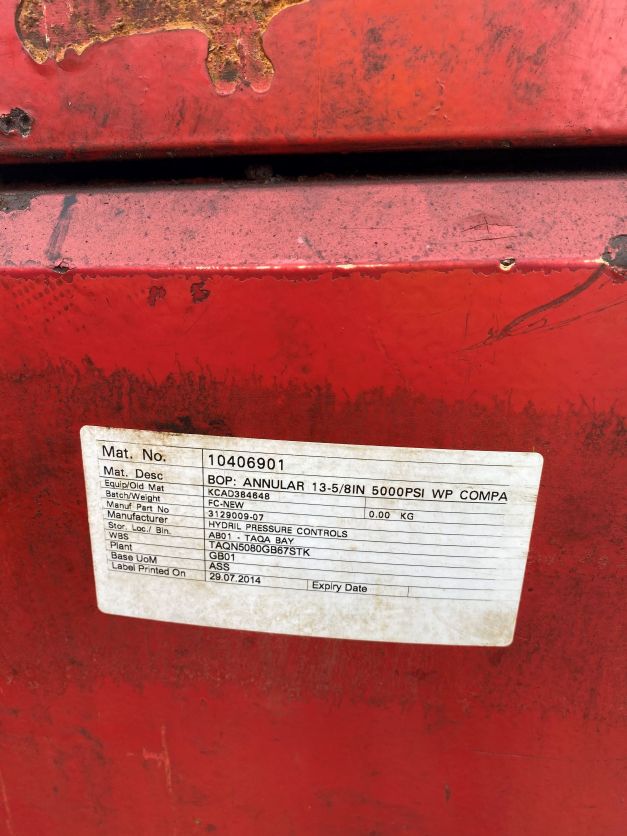 Mat. No. 10406901
Mat. Desc BOP: ANNULAR 13-5/8IN 5000PSI WP COMPA
Equip/Old Mat KCAD384648
Batch/Weight FC-NEW 0.00 KG
Manuf Part No 3129009-07
Manufacturer HYDRIL PRESSURE CONTROLS
Stor. Loc./ Bin. AB01 - TAQA BAY
WBS TAQN5080GB67STK
Plant GB01
Base UoM ASS
Label Printed On 29.07.2014 Expiry Date